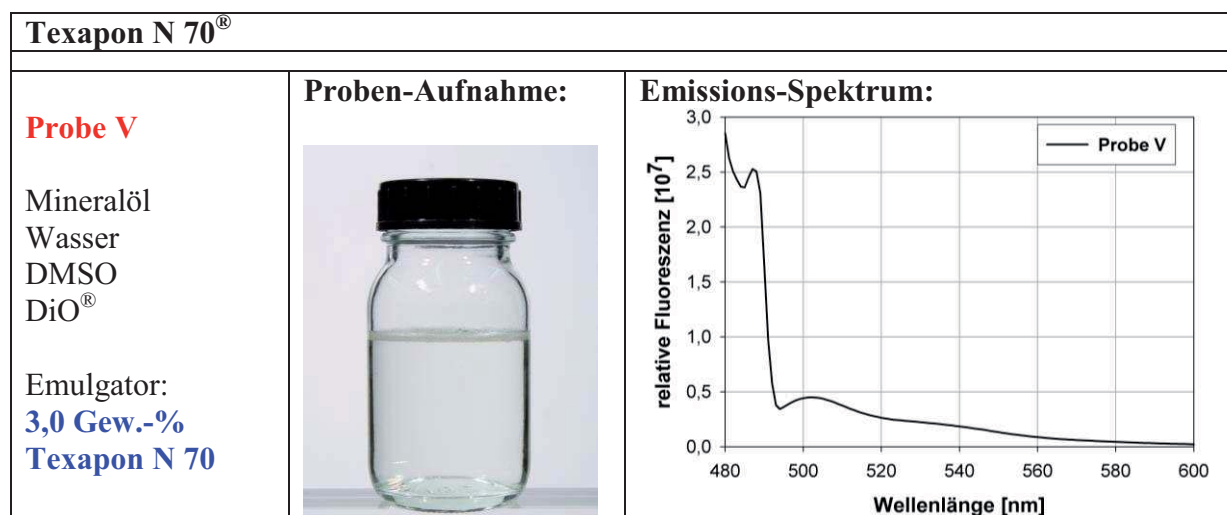 Texapon N 70®
Probe V
Mineralöl
Wasser
DMSO
DiO®
Emulgator:
3,0 Gew.-%
Texapon N 70
Proben-Aufnahme:
Emissions-Spektrum:
relative Fluoreszenz [10⁷]
3,0
2,5
2,0
1,5
1,0
0,5
0,0
Probe V
480 500 520 540 560 580 600
Wellenlänge [nm]